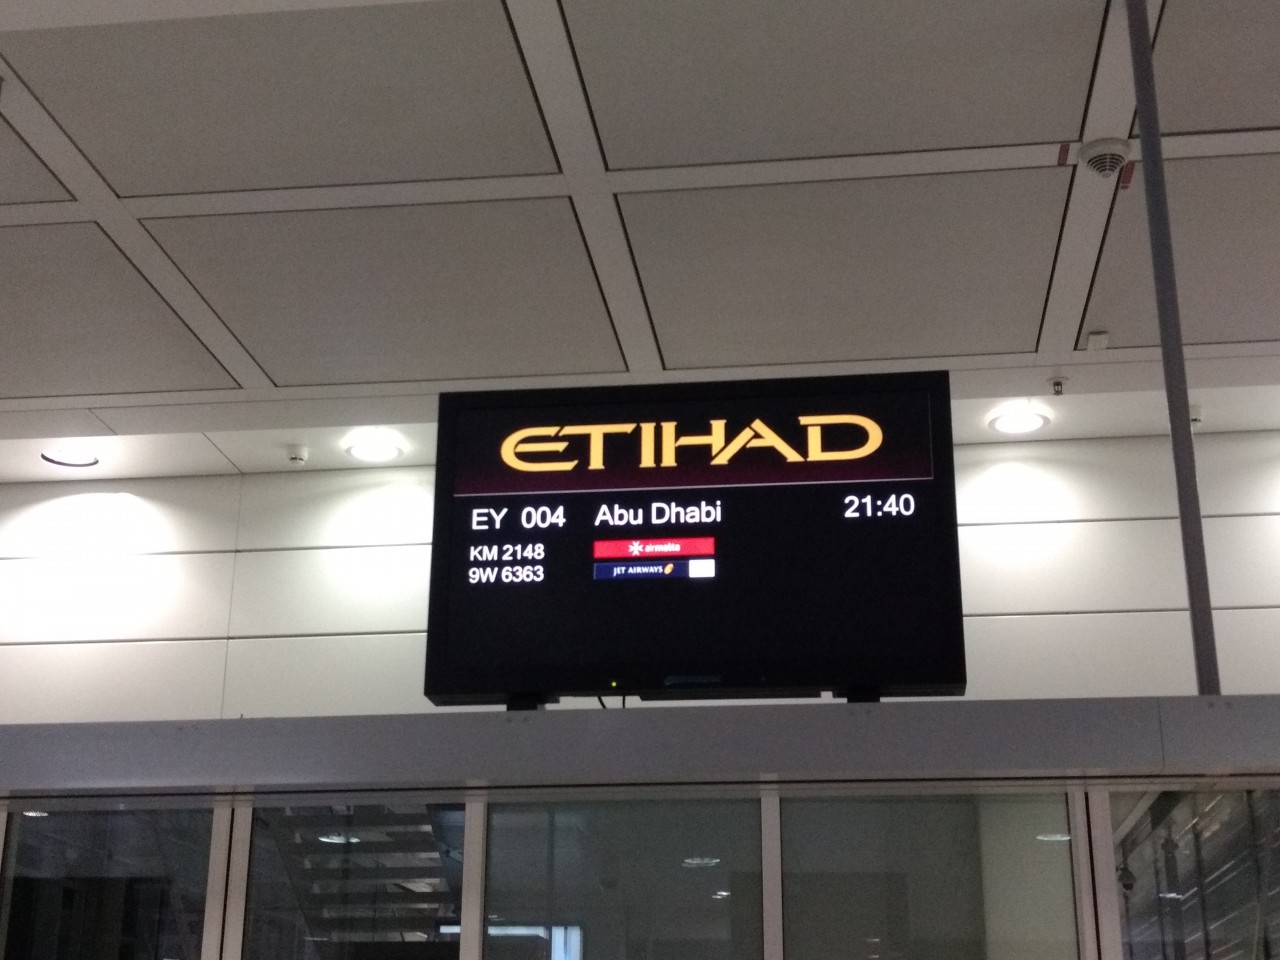 ETIHAD
EY 004 Abu Dhabi 21:40
KM 2148 airmalta
9W 6363 JET AIRWAYS